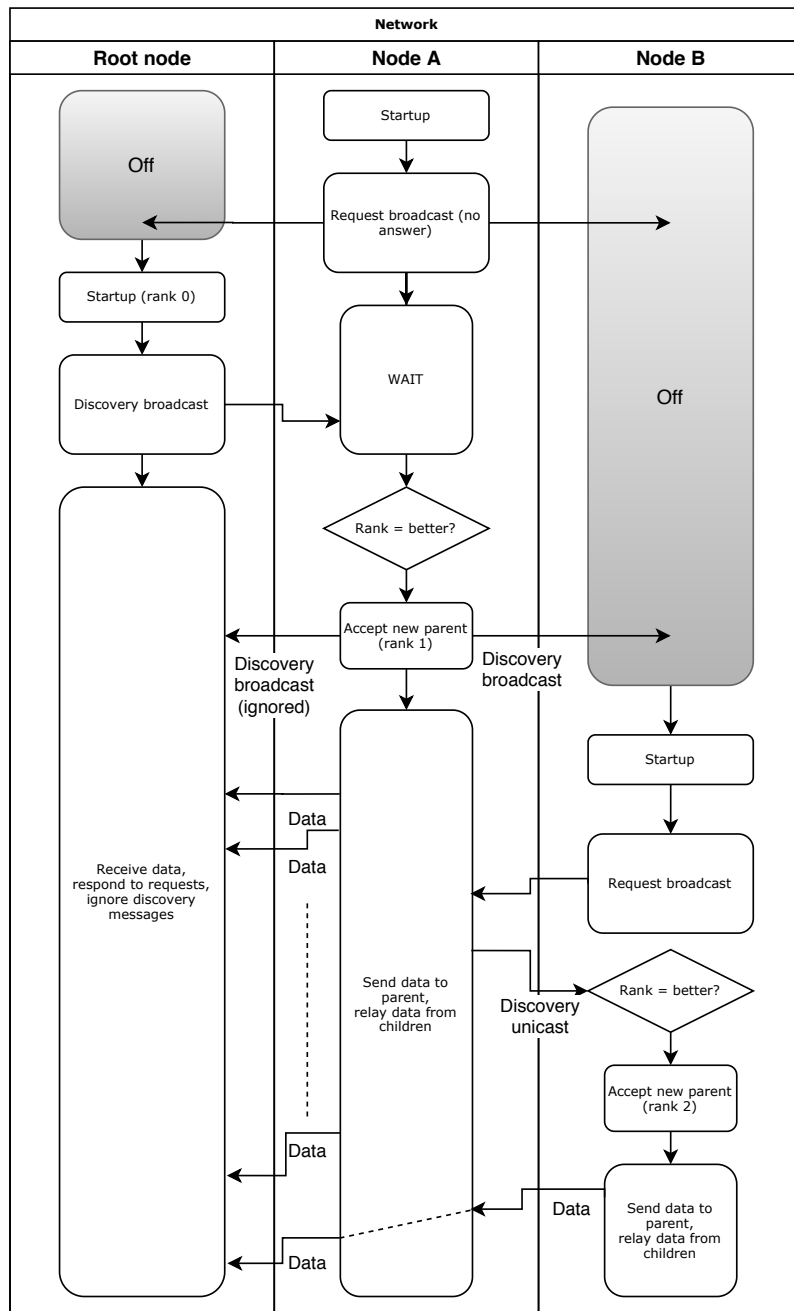 Network
Root node
Node A
Node B
Off
Startup (rank 0)
Discovery broadcast
Receive data,
respond to requests,
ignore discovery
messages
Startup
Request broadcast (no
answer)
WAIT
Rank = better?
Accept new parent
(rank 1)
Discovery
broadcast
(ignored)
Discovery
broadcast
Data
Data
Send data to
parent,
relay data from
children
Data
Data
Off
Startup
Request broadcast
Discovery
unicast
Rank = better?
Accept new parent
(rank 2)
Data
Send data to
parent,
relay data from
children